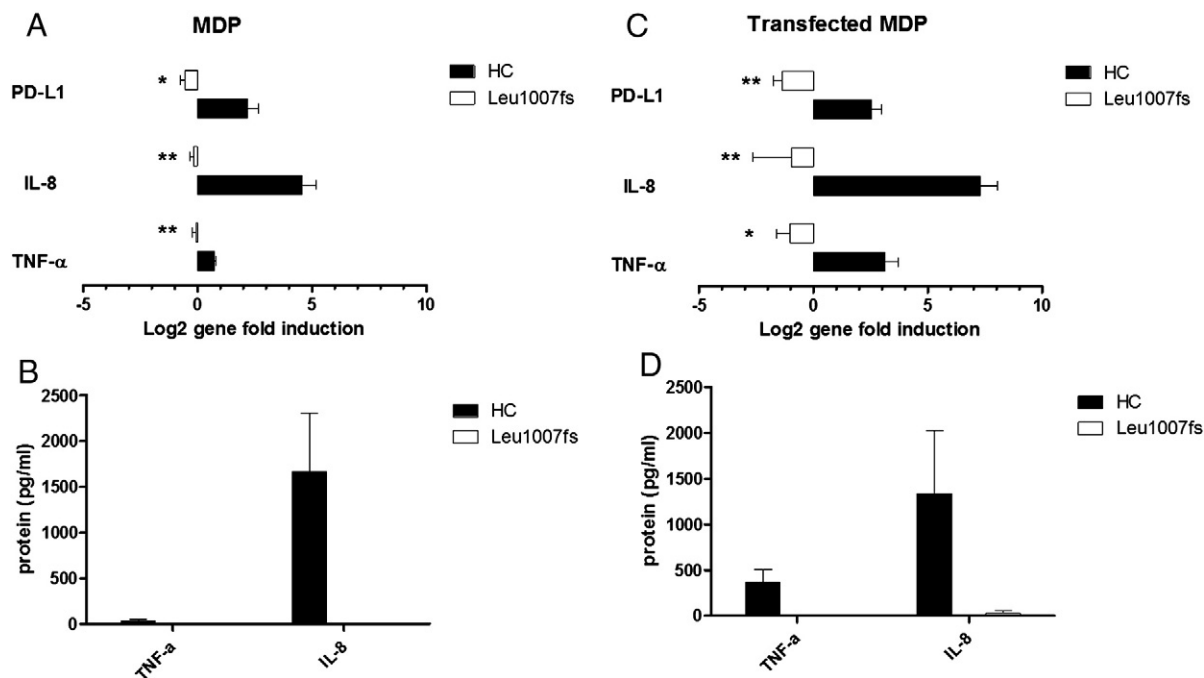 A
MDP
HC
Leu1007fs
*
PD-L1
**
IL-8
**
TNF-α
-5 0 5 10
Log2 gene fold induction
C
Transfected MDP
HC
Leu1007fs
**
PD-L1
**
IL-8
*
TNF-α
-5 0 5 10
Log2 gene fold induction
B
HC
Leu1007fs
protein (pg/ml)
2500
2000
1500
1000
500
0
TNF-a
IL-8
D
HC
Leu1007fs
protein (pg/ml)
2500
2000
1500
1000
500
0
TNF-a
IL-8